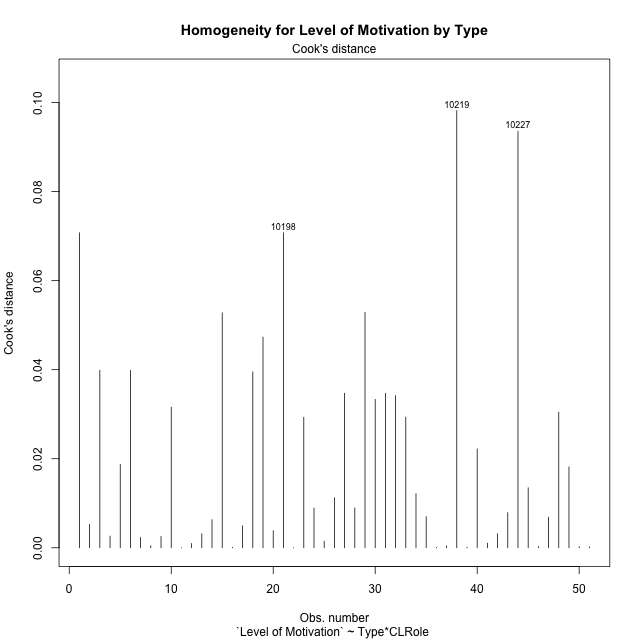 Homogeneity for Level of Motivation by Type
Cook's distance
Cook's distance
0.10
0.08
0.06
0.04
0.02
0.00
10219
10227
10198
0 10 20 30 40 50
Obs. number
`Level of Motivation` ~ Type*CLRole